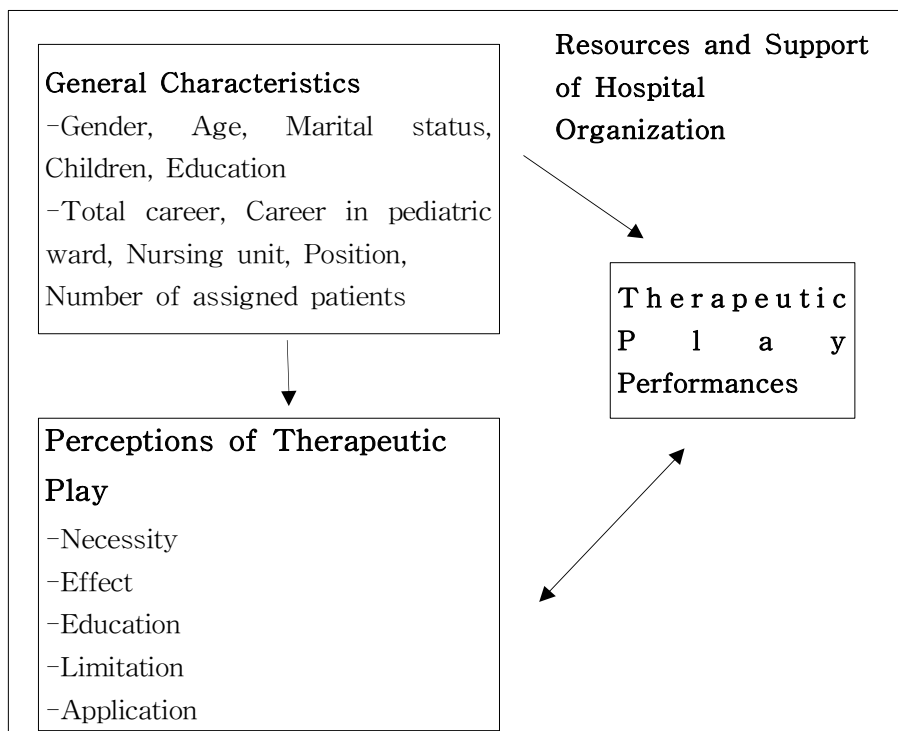 General Characteristics
-Gender, Age, Marital status,
Children, Education
-Total career, Career in pediatric
ward, Nursing unit, Position,
Number of assigned patients
Resources and Support
of Hospital
Organization
Therapeutic
Play
Performances
Perceptions of Therapeutic
Play
-Necessity
-Effect
-Education
-Limitation
-Application